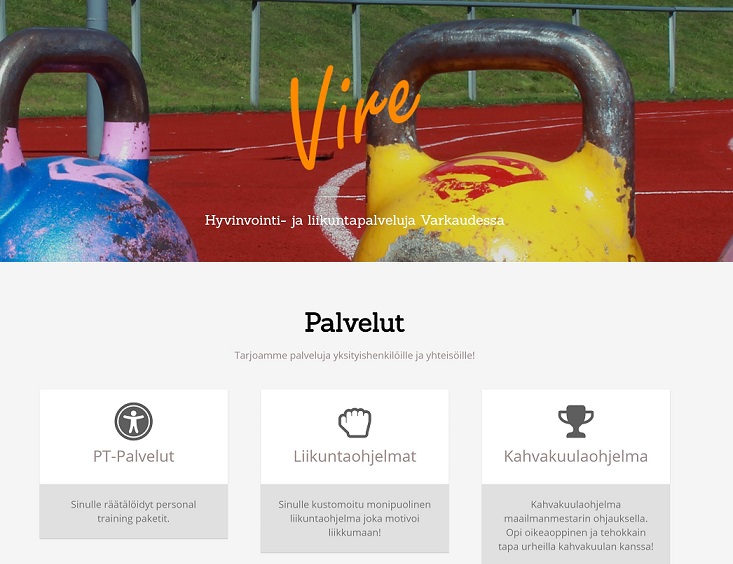 Vire
Hyvinvointi- ja liikuntapalveluja Varkaudessa
Palvelut
Tarjoamme palveluja yksityishenkilöille ja yhteisöille!
PT-Palvelut
Sinulle räätälöidyt personal
training paketit.
Liikuntaohjelmat
Sinulle kustomoitu monipuolinen
liikuntaohjelma joka motivoi
liikkumaan!
Kahvakuulaohjelma
Kahvakuulaohjelma
maailmanmestarin ohjauksella.
Opi oikeaoppinen ja tehokkain
tapa urheilla kahvakuulan kanssa!